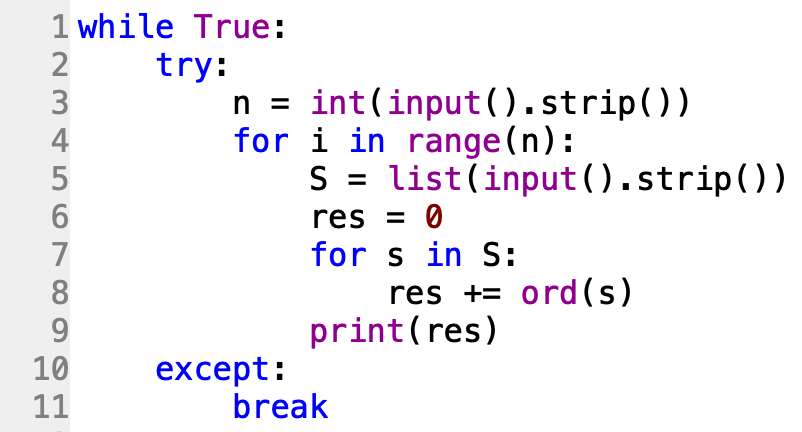 1 while True:
2     try:
3         n = int(input().strip())
4         for i in range(n):
5             S = list(input().strip())
6             res = 0
7             for s in S:
8                 res += ord(s)
9             print(res)
10     except:
11         break